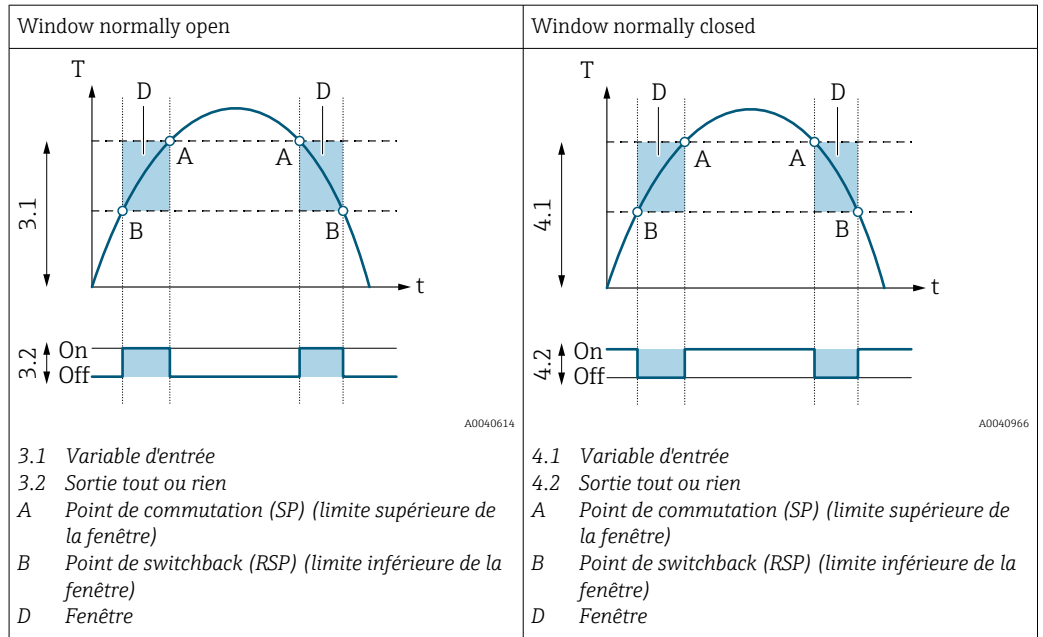 Window normally open
Window normally closed
T
D
D
A
A
B
B
3.1
t
3.2
On
Off
A0040614
T
D
D
A
A
B
B
4.1
t
4.2
On
Off
A0040966
3.1 Variable d'entrée
3.2 Sortie tout ou rien
A Point de commutation (SP) (limite supérieure de
la fenêtre)
B Point de switchback (RSP) (limite inférieure de la
fenêtre)
D Fenêtre
4.1 Variable d'entrée
4.2 Sortie tout ou rien
A Point de commutation (SP) (limite supérieure de
la fenêtre)
B Point de switchback (RSP) (limite inférieure de la
fenêtre)
D Fenêtre